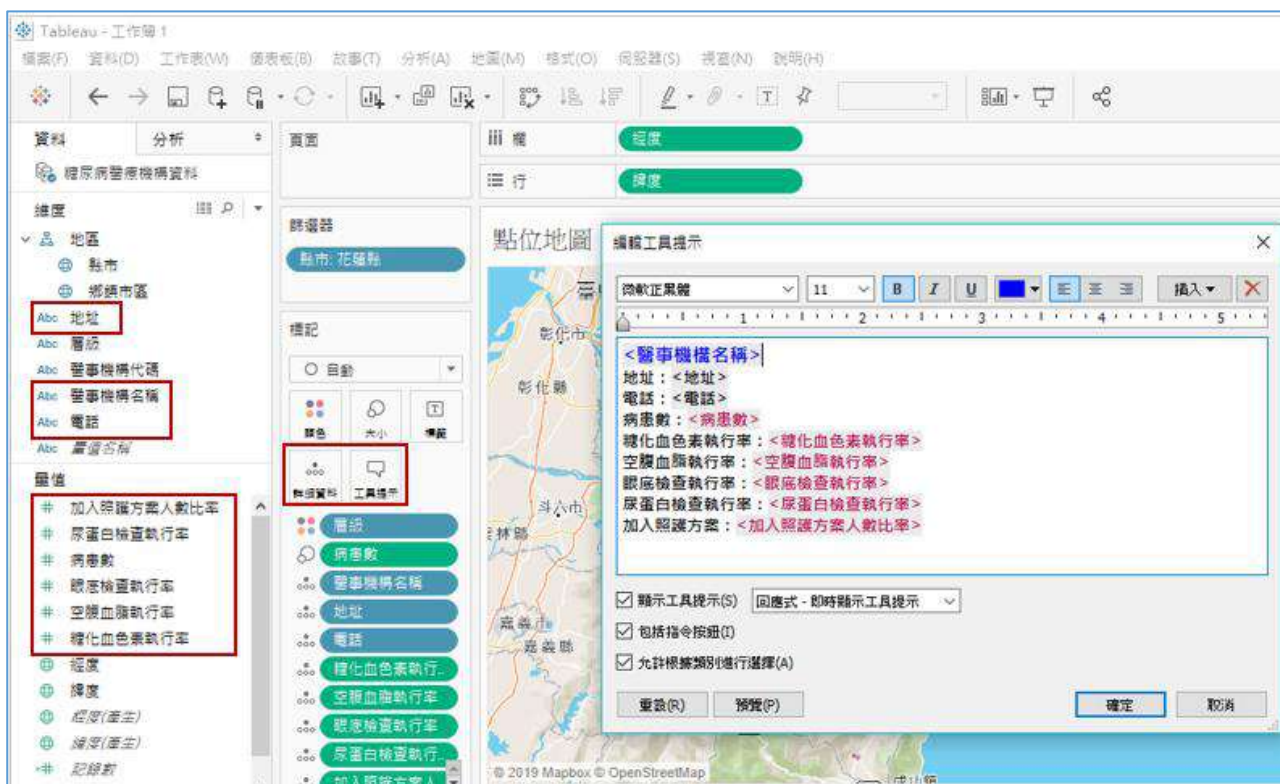 Tableau - 工作簿 1
檔案(F) 資料(D) 工作表(W) 儀表板(B) 故事(T) 分析(A) 地圖(M) 格式(O) 伺服器(S) 視窗(N) 說明(H)
資料 分析
糖尿病醫療機構資料
維度
地區
縣市
鄉鎮市區
Abc 地址
Abc 層級
Abc 醫事機構代碼
Abc 醫事機構名稱
Abc 電話
Abc 量值名稱
量值
# 加入照護方案人數比率
# 尿蛋白檢查執行率
# 病患數
# 眼底檢查執行率
# 空腹血脂執行率
# 糖化血色素執行率
經度
緯度
經度(產生)
緯度(產生)
記錄數
頁面
篩選器
縣市: 花蓮縣
標記
自動
顏色 大小 標籤
詳細資料 工具提示
層級
病患數
醫事機構名稱
地址
電話
糖化血色素執行..
空腹血脂執行率
眼底檢查執行率
尿蛋白檢查執行..
加入照護方案人..
欄 經度
行 緯度
點位地圖
彰化市
彰化縣
斗六市
嘉義市
嘉義縣
© 2019 Mapbox © OpenStreetMap
編輯工具提示
微軟正黑體 11 B I U 插入
1 2 3 4 5
<醫事機構名稱>
地址：<地址>
電話：<電話>
病患數：<病患數>
糖化血色素執行率：<糖化血色素執行率>
空腹血脂執行率：<空腹血脂執行率>
眼底檢查執行率：<眼底檢查執行率>
尿蛋白檢查執行率：<尿蛋白檢查執行率>
加入照護方案：<加入照護方案人數比率>
顯示工具提示(S) 回應式 - 即時顯示工具提示
包括指令按鈕(I)
允許根據類別進行選擇(A)
重設(R) 預覽(P) 確定 取消